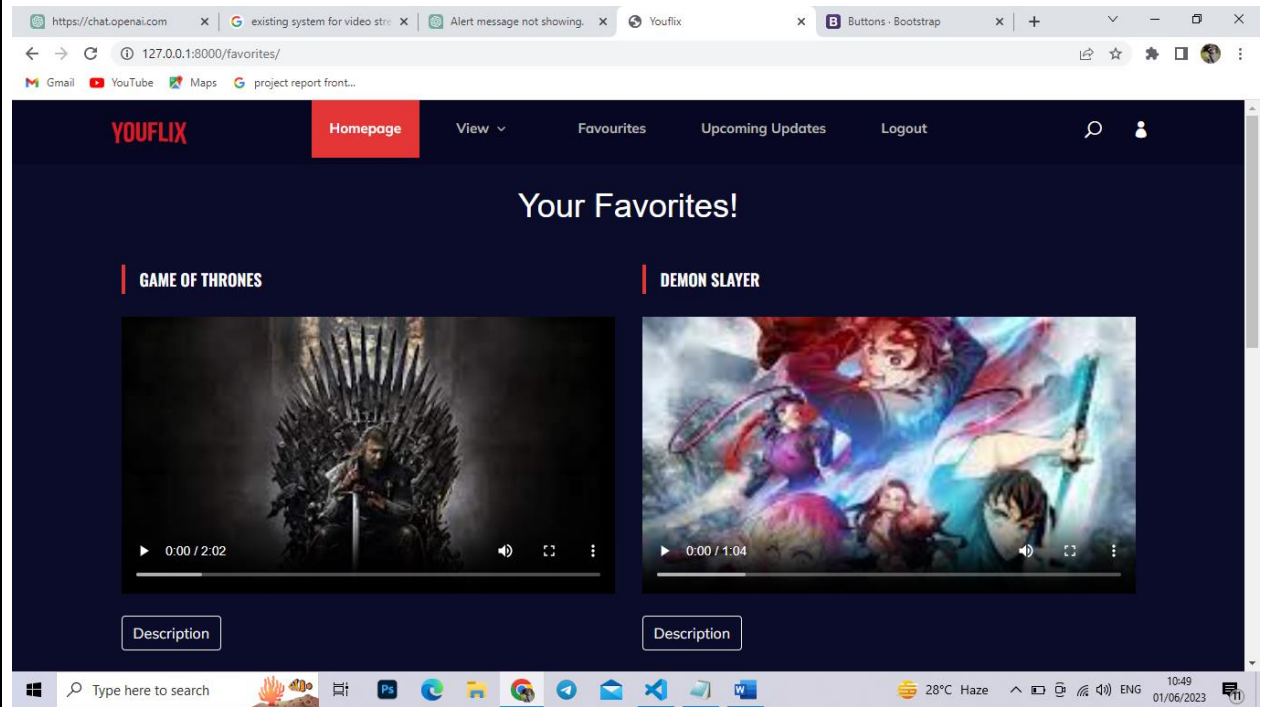 https://chat.openai.com
existing system for video stre
Alert message not showing.
Youflix
Buttons · Bootstrap
127.0.0.1:8000/favorites/
Gmail YouTube Maps project report front...
YOUFLIX Homepage View Favourites Upcoming Updates Logout
Your Favorites!
GAME OF THRONES
DEMON SLAYER
0:00 / 2:02
0:00 / 1:04
Description
Description
Type here to search
Ps
28°C Haze
ENG
10:49
01/06/2023
11